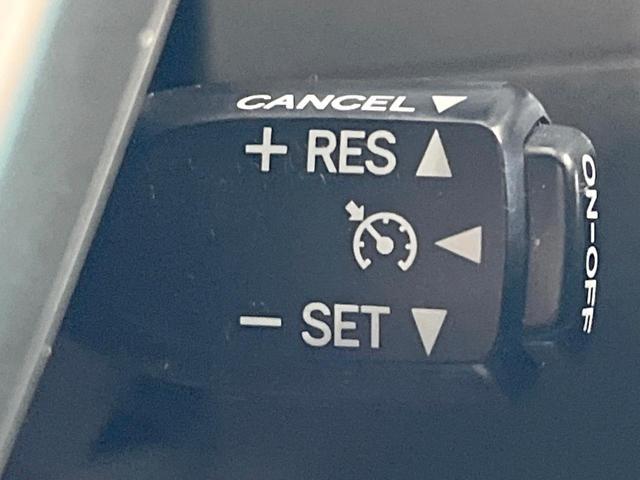 CANCEL ▼
+ RES ▲
◀
− SET ▼
ON-OFF